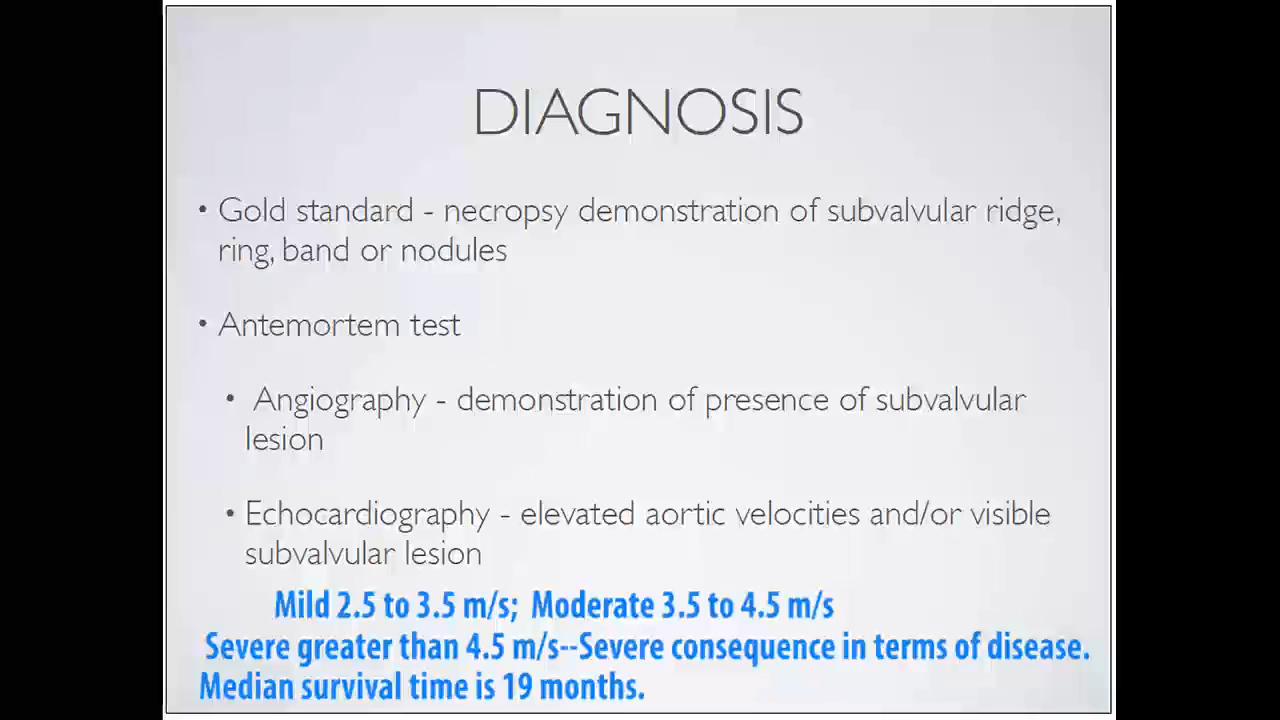 DIAGNOSIS
• Gold standard - necropsy demonstration of subvalvular ridge,
ring, band or nodules
• Antemortem test
• Angiography - demonstration of presence of subvalvular
lesion
• Echocardiography - elevated aortic velocities and/or visible
subvalvular lesion
Mild 2.5 to 3.5 m/s; Moderate 3.5 to 4.5 m/s
Severe greater than 4.5 m/s--Severe consequence in terms of disease.
Median survival time is 19 months.